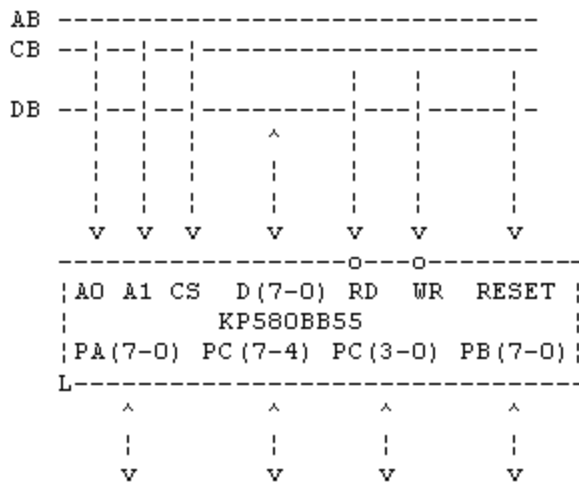 AB
CB
DB
A0 A1 CS D(7-0) RD WR RESET
KP580BB55
PA(7-0) PC(7-4) PC(3-0) PB(7-0)